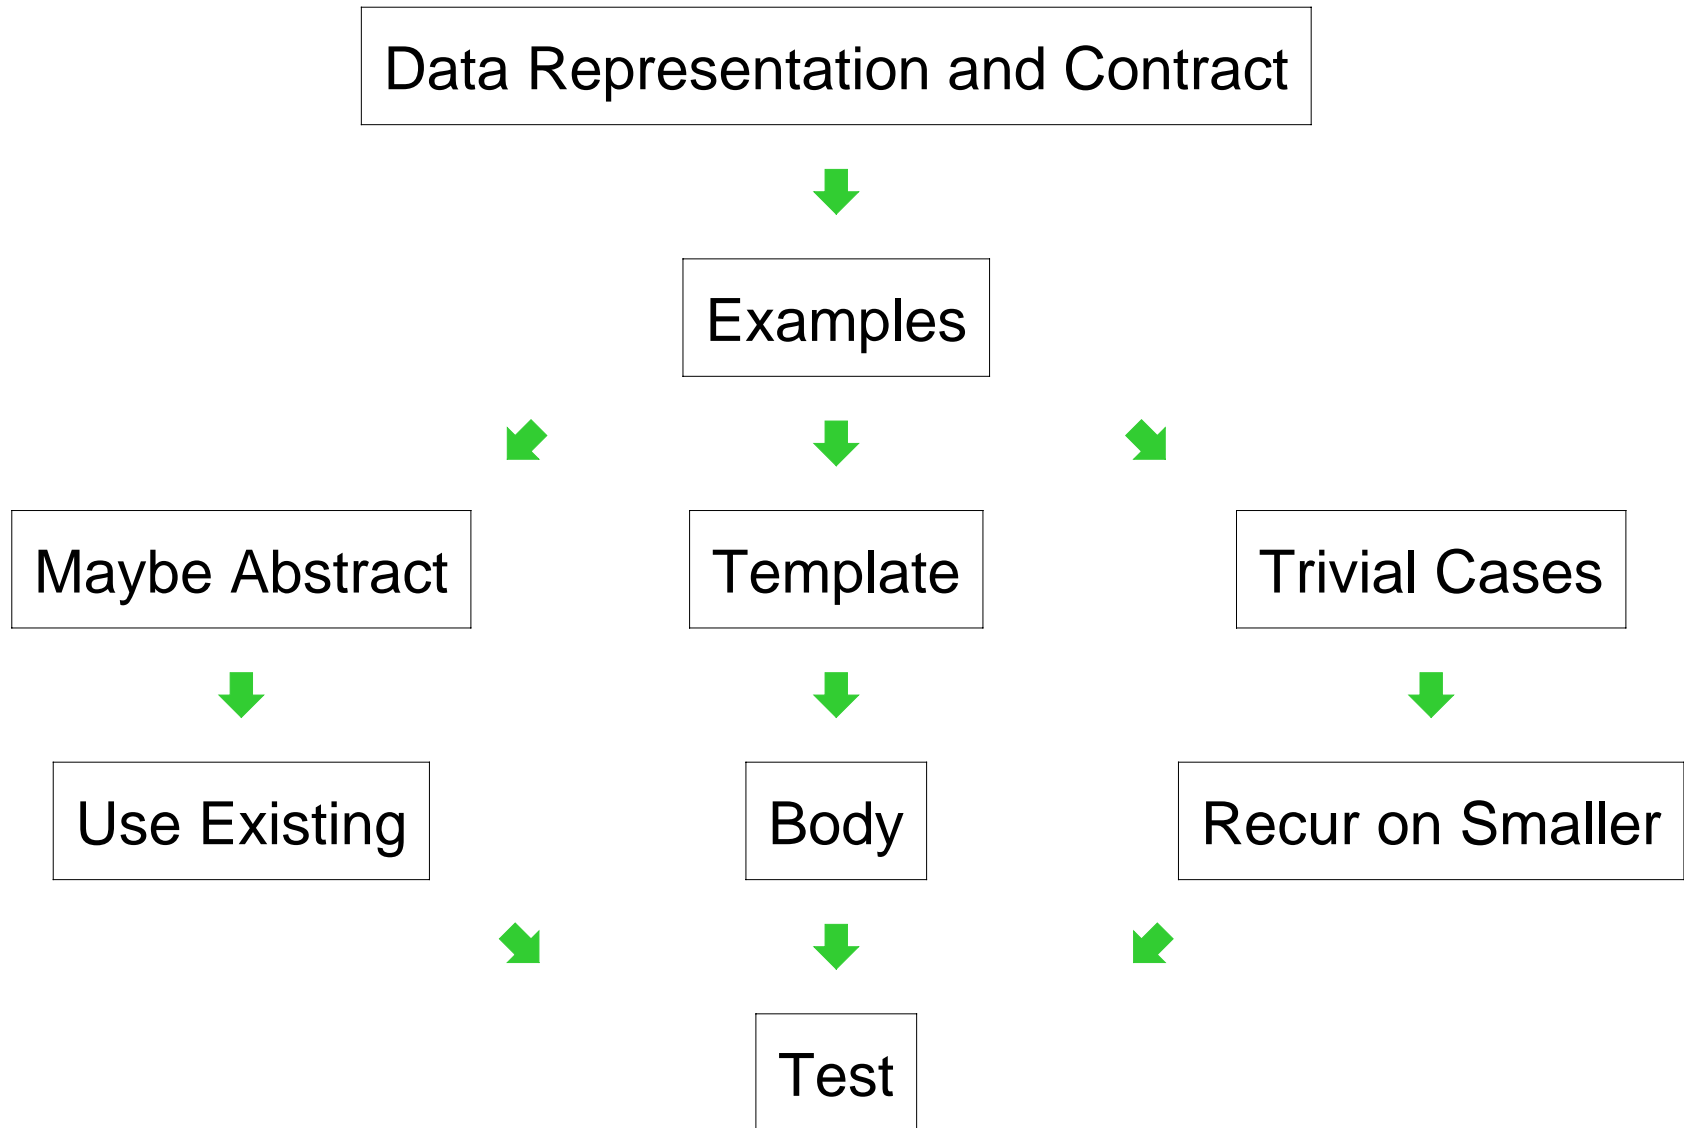 Data Representation and Contract
Examples
Maybe Abstract
Template
Trivial Cases
Use Existing
Body
Recur on Smaller
Test